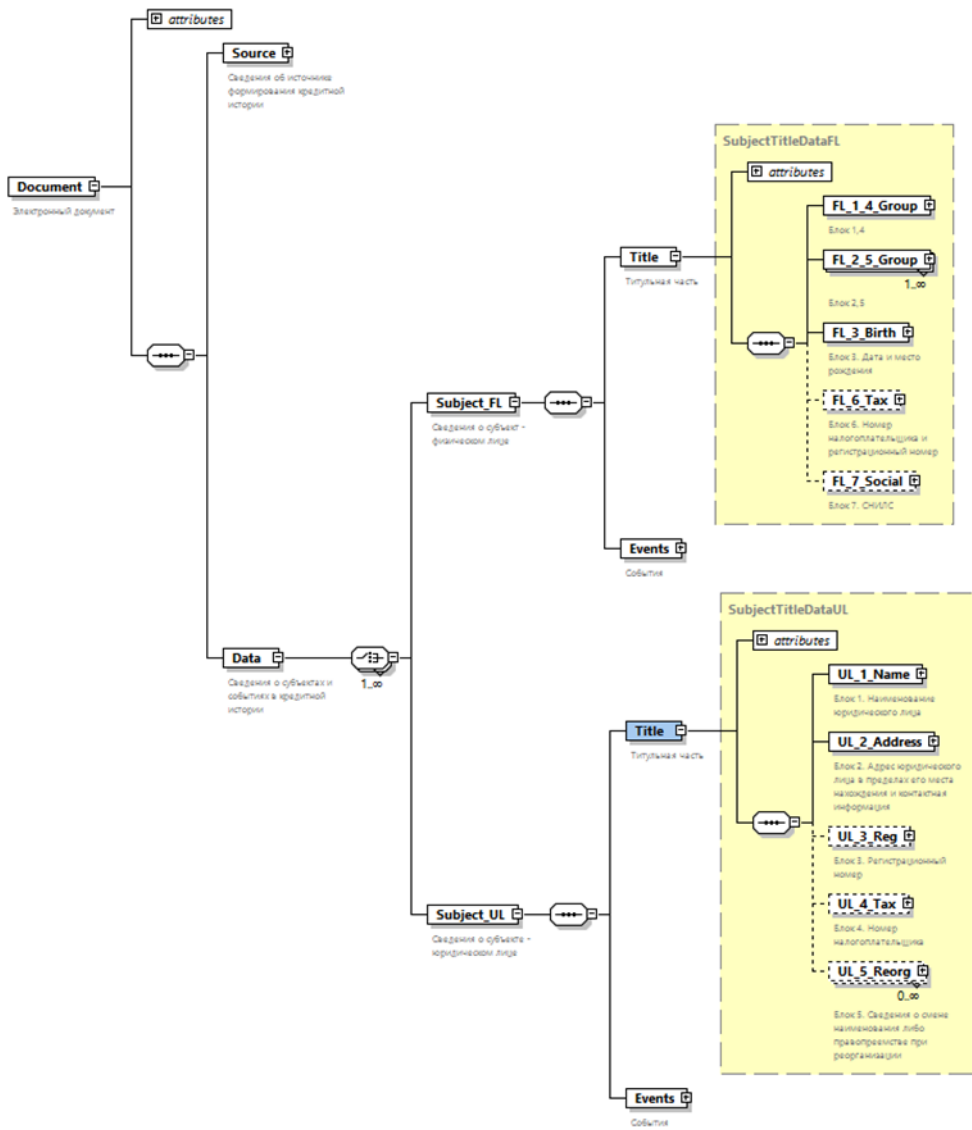 attributes
Source
Сведения об источнике
формирования кредитной
истории
Document
Электронный документ
SubjectTitleDataFL
attributes
FL_1_4_Group
Блок 1,4
FL_2_5_Group
1..∞
Блок 2,5
Title
Титульная часть
FL_3_Birth
Блок 3. Дата и место
рождения
FL_6_Tax
Блок 6. Номер
налогоплательщика и
регистрационный номер
FL_7_Social
Блок 7. СНИЛС
Subject_FL
Сведения о субъект -
физическом лице
Events
События
Data
Сведения о субъектах и
событиях в кредитной
истории
1..∞
SubjectTitleDataUL
attributes
UL_1_Name
Блок 1. Наименование
юридического лица
Title
Титульная часть
UL_2_Address
Блок 2. Адрес юридического
лица в пределах его места
нахождения и контактная
информация
UL_3_Reg
Блок 3. Регистрационный
номер
UL_4_Tax
Блок 4. Номер
налогоплательщика
UL_5_Reorg
0..∞
Блок 5. Сведения о смене
наименования либо
правопреемстве при
реорганизации
Subject_UL
Сведения о субъекте -
юридическом лице
Events
События